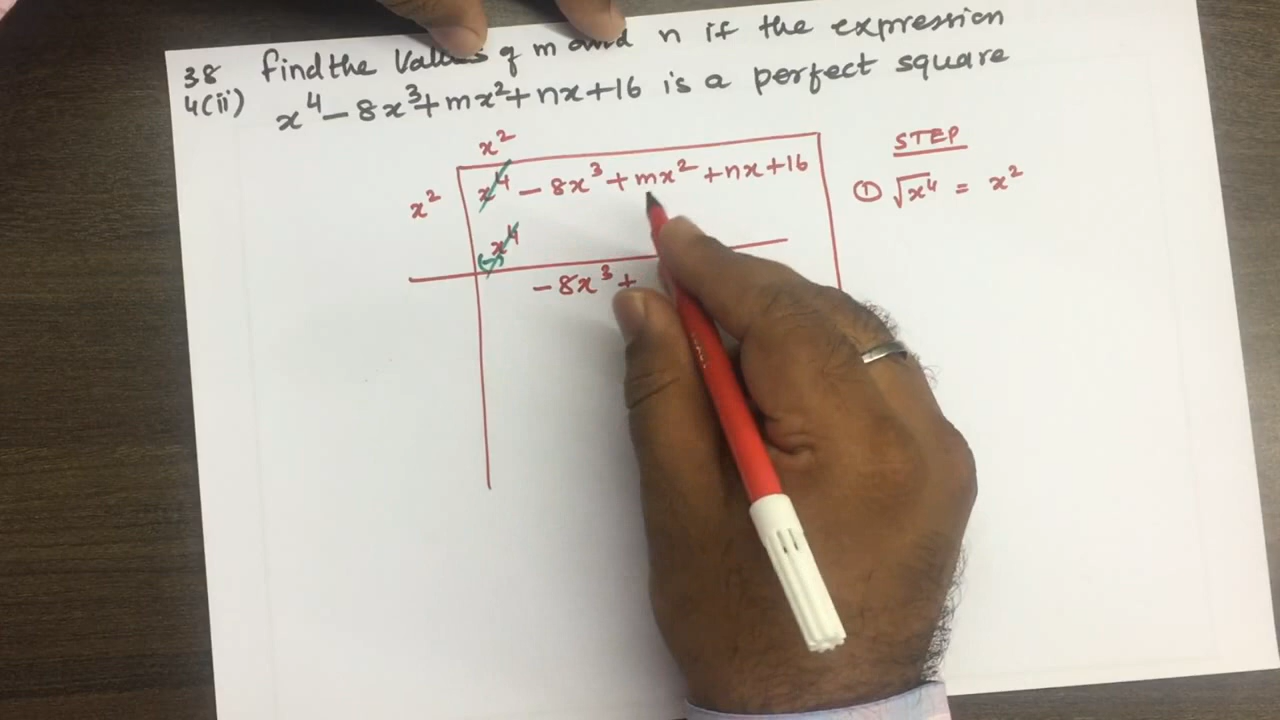 38 find the Values of m and n if the expression
4(ii) x⁴ - 8x³ + mx² + nx + 16 is a perfect square
x²
x² x⁴ - 8x³ + mx² + nx + 16
x⁴
(-)
- 8x³ +
STEP
① √x⁴ = x²